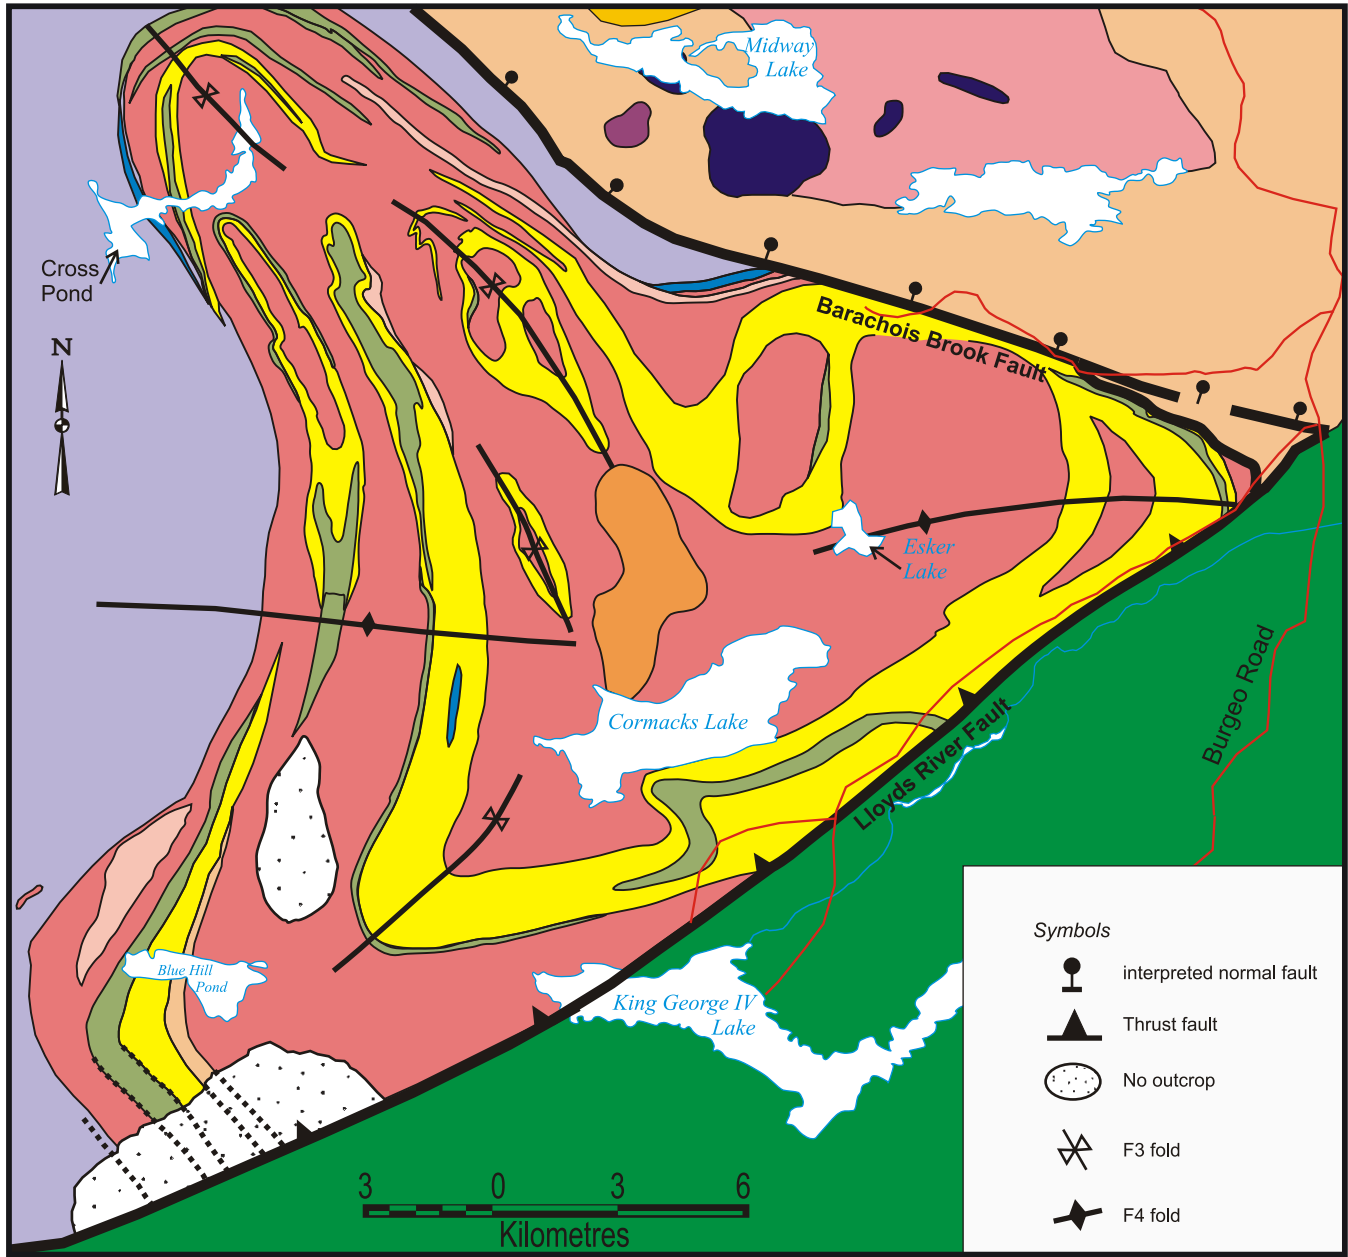 Midway
Lake
Cross
Pond
N
Barachois Brook Fault
Esker
Lake
Cormacks Lake
Burgeo Road
Lloyds River Fault
Blue Hill
Pond
King George IV
Lake
Symbols
interpreted normal fault
Thrust fault
No outcrop
F3 fold
F4 fold
3 0 3 6
Kilometres